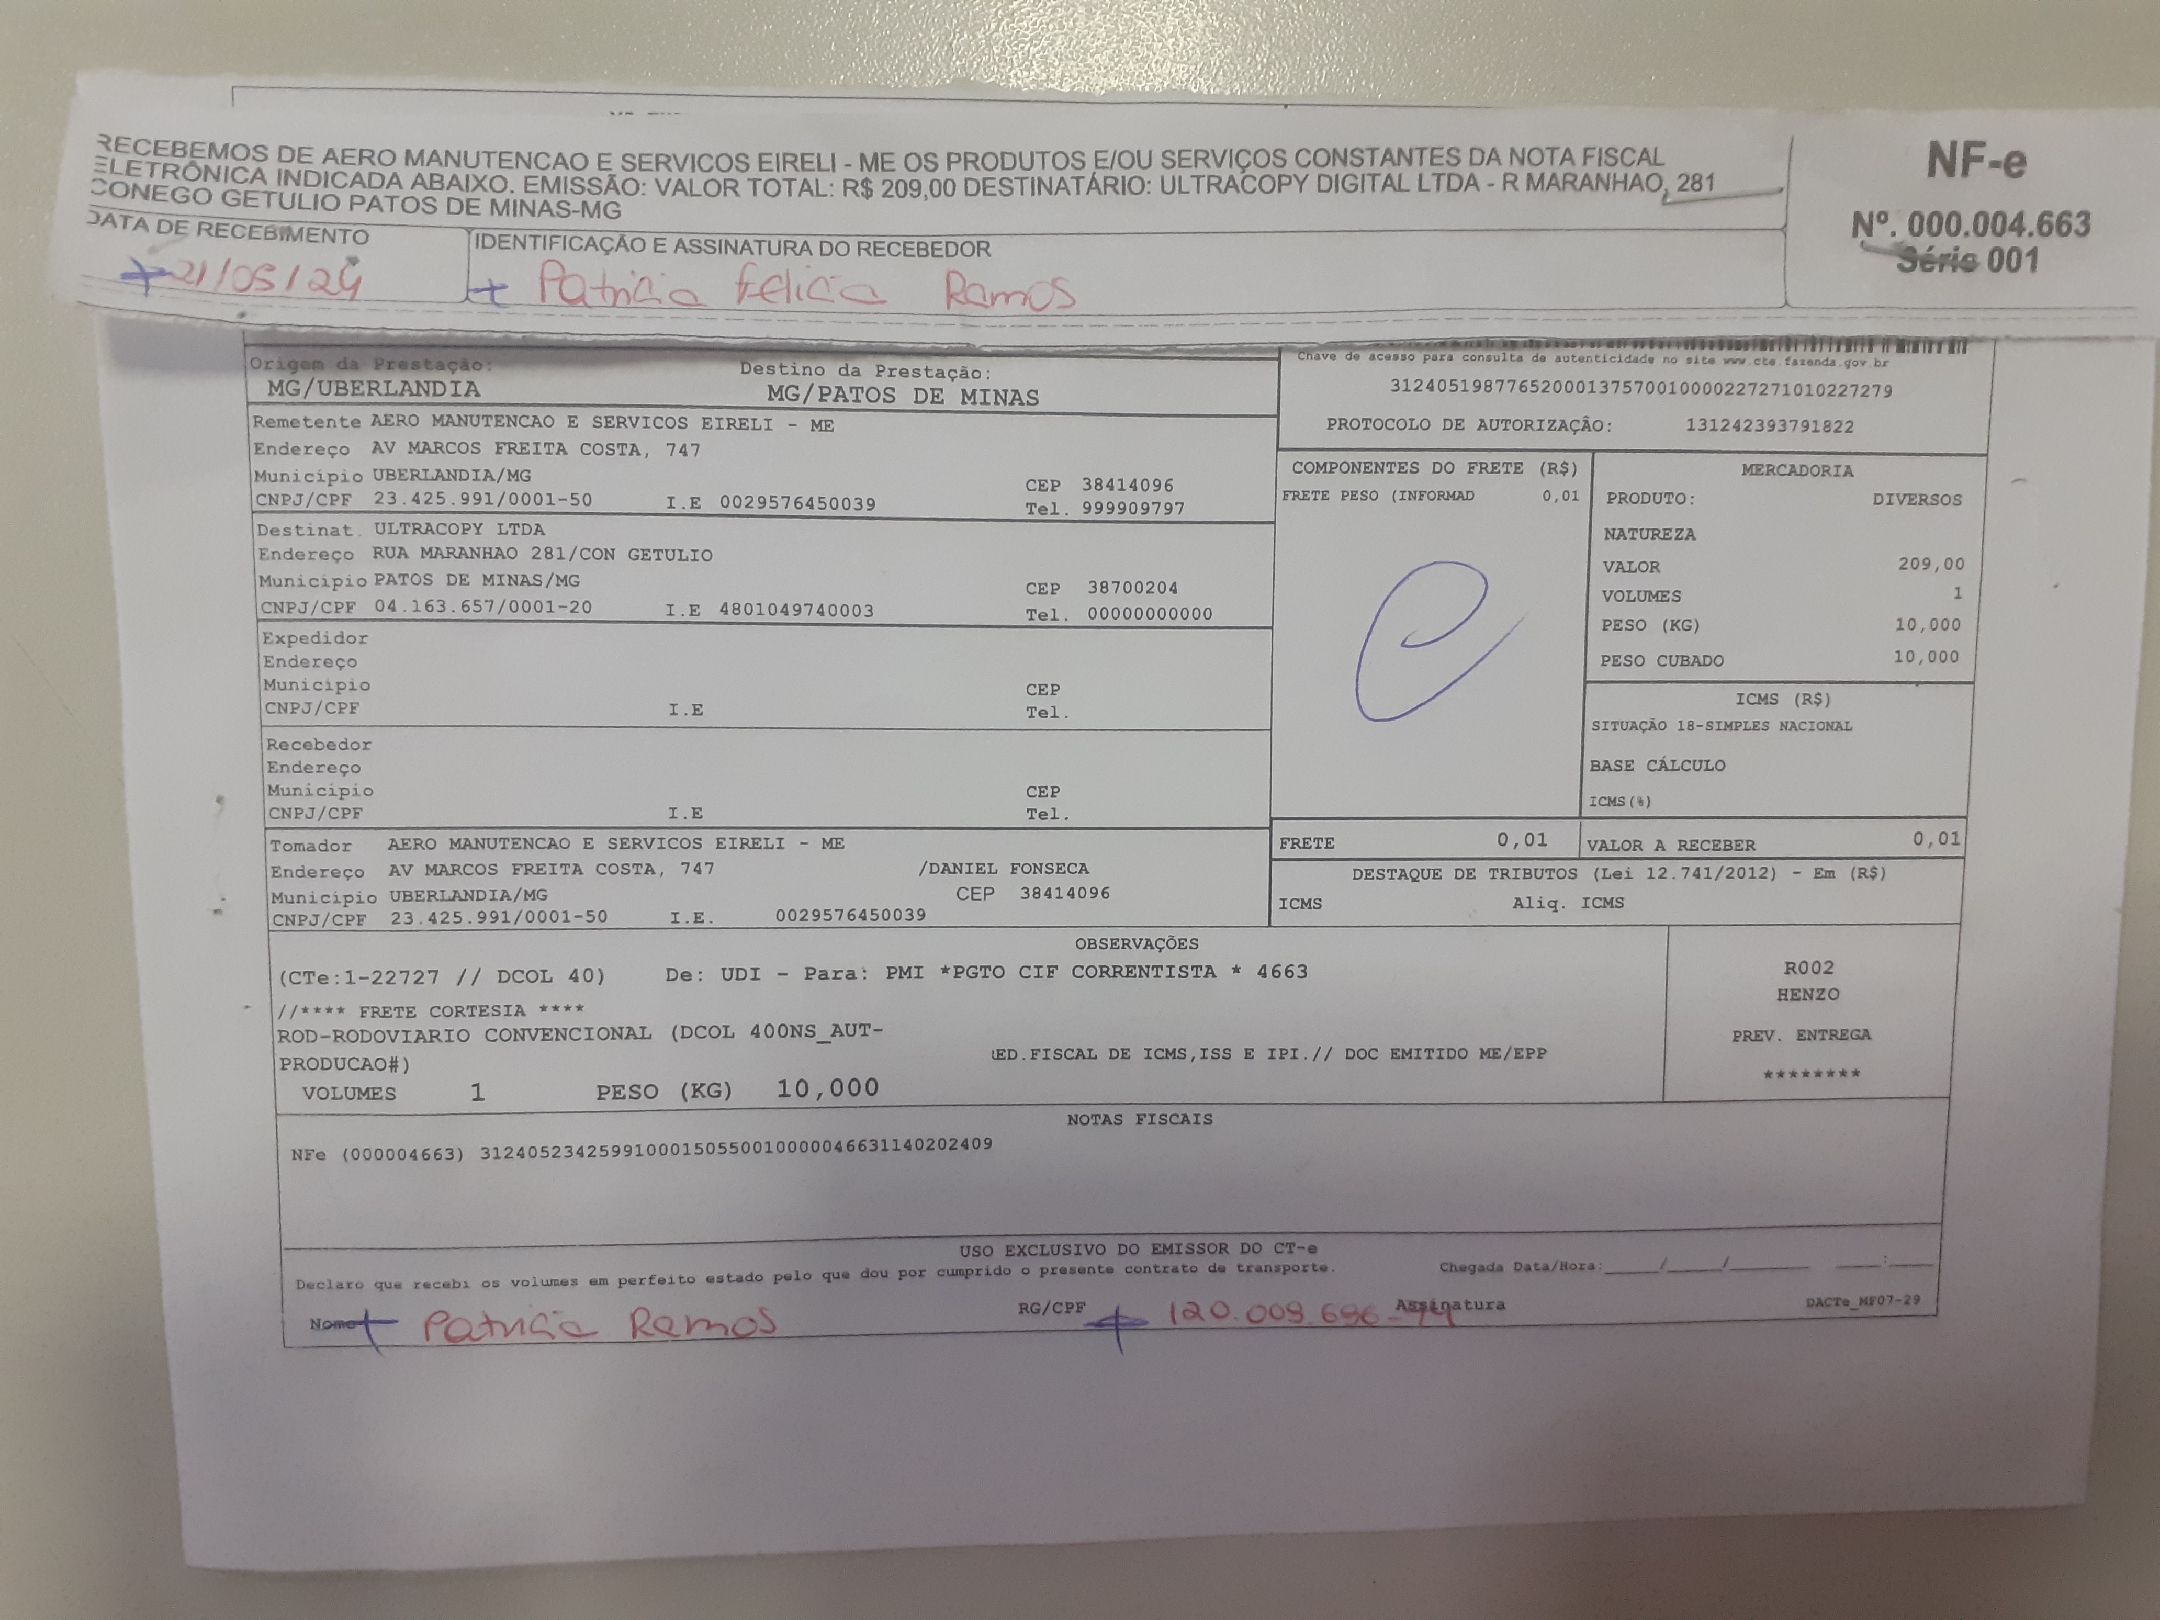 RECEBEMOS DE AERO MANUTENCAO E SERVICOS EIRELI - ME OS PRODUTOS E/OU SERVIÇOS CONSTANTES DA NOTA FISCAL
ELETRÔNICA INDICADA ABAIXO. EMISSÃO: VALOR TOTAL: R$ 209,00 DESTINATÁRIO: ULTRACOPY DIGITAL LTDA - R MARANHAO, 281
CONEGO GETULIO PATOS DE MINAS-MG
NF-e
Nº. 000.004.663
Série 001
DATA DE RECEBIMENTO
IDENTIFICAÇÃO E ASSINATURA DO RECEBEDOR
21/05/24
Patricia Felicia Ramos
Origem da Prestação:
MG/UBERLANDIA
Destino da Prestação:
MG/PATOS DE MINAS
Chave de acesso para consulta de autenticidade no site www.cte.fazenda.gov.br
31240519877652000137570010000227271010227279
PROTOCOLO DE AUTORIZAÇÃO: 131242393791822
Remetente AERO MANUTENCAO E SERVICOS EIRELI - ME
Endereço AV MARCOS FREITA COSTA, 747
Município UBERLANDIA/MG CEP 38414096
CNPJ/CPF 23.425.991/0001-50 I.E 0029576450039 Tel. 999909797
Destinat. ULTRACOPY LTDA
Endereço RUA MARANHAO 281/CON GETULIO
Município PATOS DE MINAS/MG CEP 38700204
CNPJ/CPF 04.163.657/0001-20 I.E 4801049740003 Tel. 00000000000
Expedidor
Endereço
Município CEP
CNPJ/CPF I.E Tel.
Recebedor
Endereço
Município CEP
CNPJ/CPF I.E Tel.
Tomador AERO MANUTENCAO E SERVICOS EIRELI - ME
Endereço AV MARCOS FREITA COSTA, 747 /DANIEL FONSECA
Município UBERLANDIA/MG CEP 38414096
CNPJ/CPF 23.425.991/0001-50 I.E. 0029576450039
COMPONENTES DO FRETE (R$)
FRETE PESO (INFORMAD 0,01
MERCADORIA
PRODUTO: DIVERSOS
NATUREZA
VALOR 209,00
VOLUMES 1
PESO (KG) 10,000
PESO CUBADO 10,000
ICMS (R$)
SITUAÇÃO 18-SIMPLES NACIONAL
BASE CÁLCULO
ICMS(%)
FRETE 0,01 VALOR A RECEBER 0,01
DESTAQUE DE TRIBUTOS (Lei 12.741/2012) - Em (R$)
ICMS Aliq. ICMS
OBSERVAÇÕES
(CTe:1-22727 // DCOL 40) De: UDI - Para: PMI *PGTO CIF CORRENTISTA * 4663
//**** FRETE CORTESIA ****
ROD-RODOVIARIO CONVENCIONAL (DCOL 400NS_AUT-
PRODUCAO#) ED.FISCAL DE ICMS,ISS E IPI.// DOC EMITIDO ME/EPP
VOLUMES 1 PESO (KG) 10,000
R002
HENZO
PREV. ENTREGA
********
NOTAS FISCAIS
NFe (000004663) 31240523425991000150550010000046631140202409
USO EXCLUSIVO DO EMISSOR DO CT-e
Declaro que recebi os volumes em perfeito estado pelo que dou por cumprido o presente contrato de transporte. Chegada Data/Hora:____/____/____ ____:____
Nome Patricia Ramos RG/CPF 120.009.696- Assinatura DACTe_MF07-29